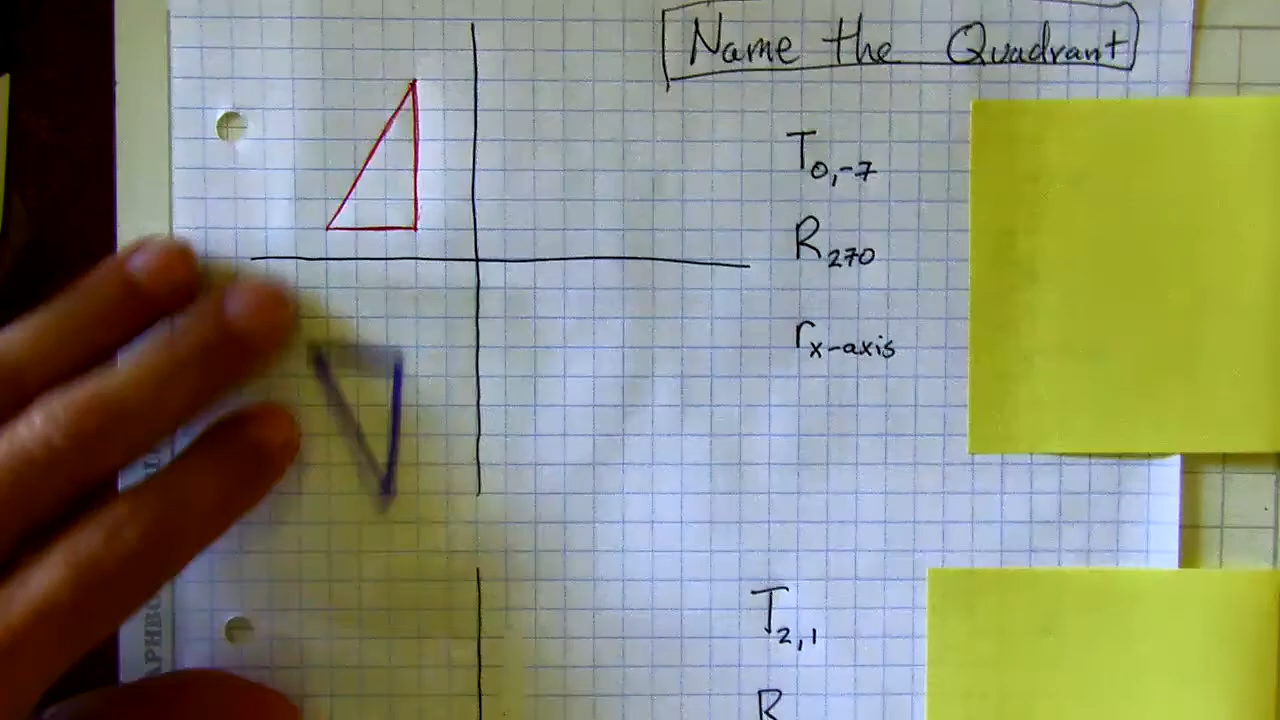 Name the Quadrant
T0,-7
R270
rx-axis
T2,1
R